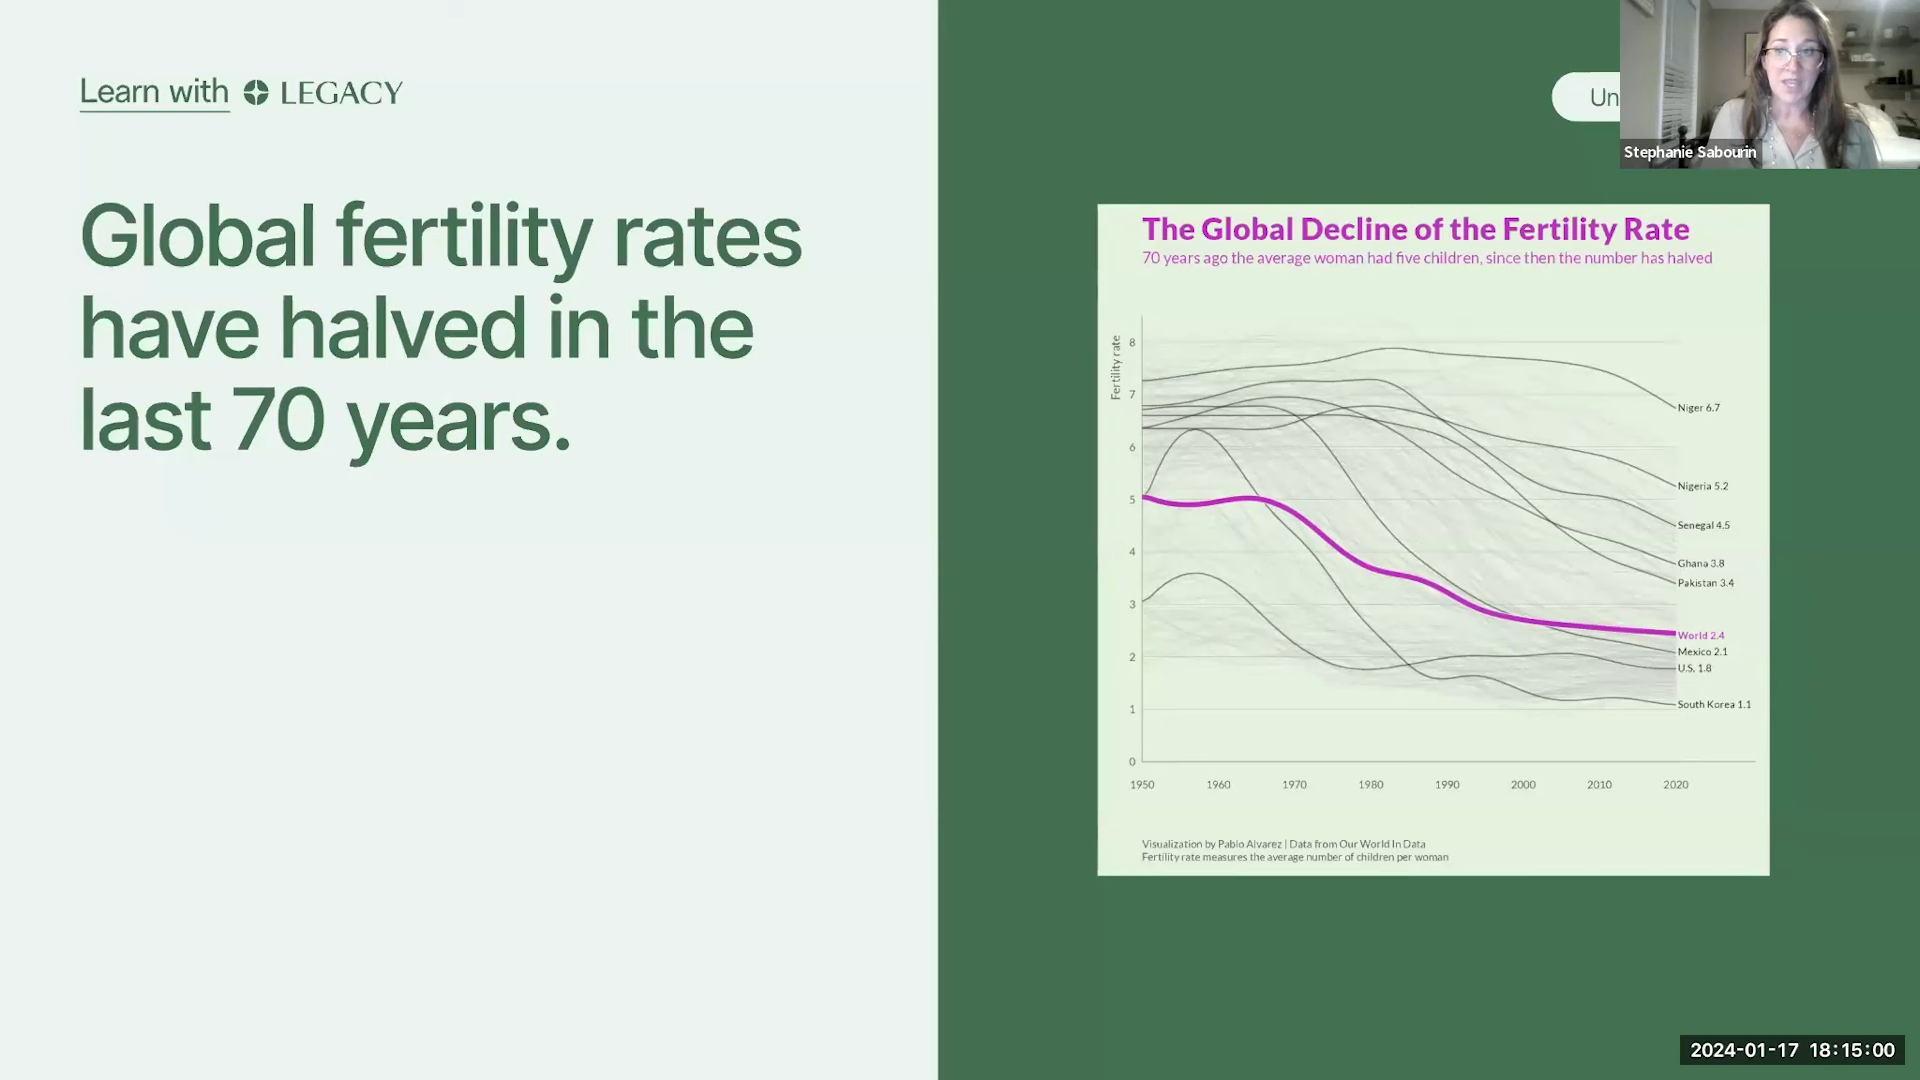 Learn with LEGACY
Un
Stephanie Sabourin
Global fertility rates
have halved in the
last 70 years.
The Global Decline of the Fertility Rate
70 years ago the average woman had five children, since then the number has halved
Fertility rate
8
7
6
5
4
3
2
1
0
Niger 6.7
Nigeria 5.2
Senegal 4.5
Ghana 3.8
Pakistan 3.4
World 2.4
Mexico 2.1
U.S. 1.8
South Korea 1.1
1950 1960 1970 1980 1990 2000 2010 2020
Visualization by Pablo Alvarez | Data from Our World In Data
Fertility rate measures the average number of children per woman
2024-01-17 18:15:00